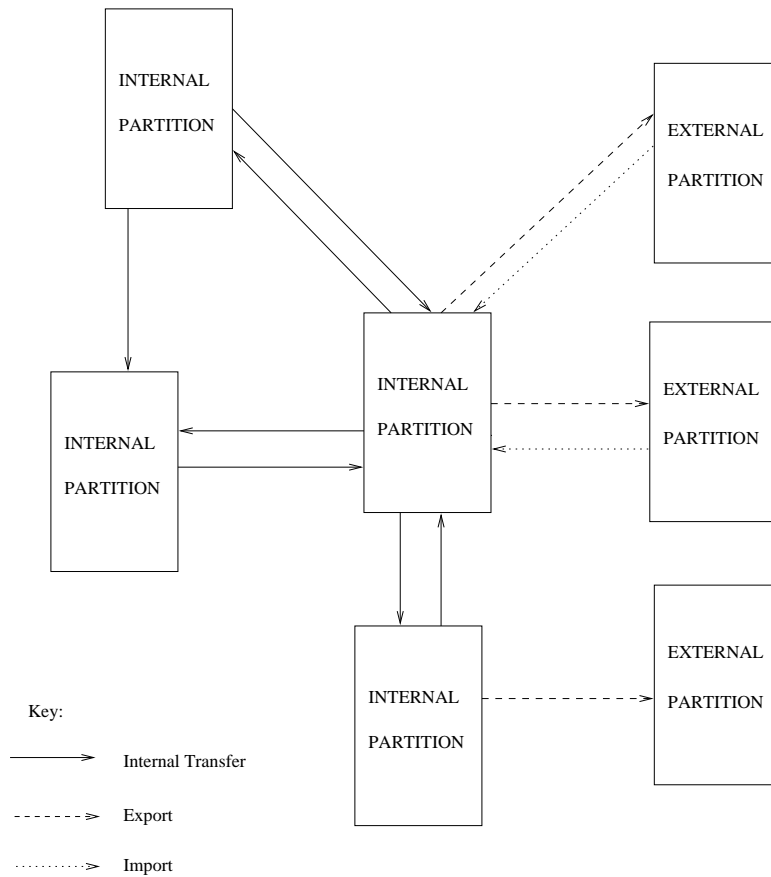 INTERNAL
PARTITION
EXTERNAL
PARTITION
INTERNAL
PARTITION
EXTERNAL
PARTITION
INTERNAL
PARTITION
EXTERNAL
PARTITION
INTERNAL
PARTITION
Key:
Internal Transfer
Export
Import